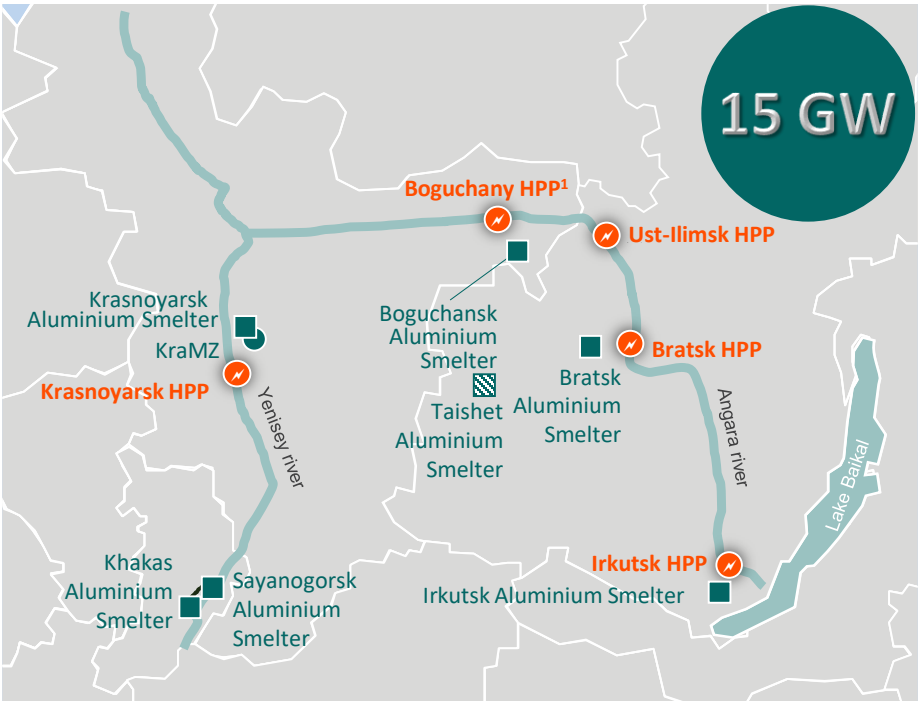 15 GW
Boguchany HPP¹
Ust-Ilimsk HPP
Krasnoyarsk
Aluminium Smelter
KraMZ
Krasnoyarsk HPP
Yenisey river
Boguchansk
Aluminium
Smelter
Taishet
Aluminium
Smelter
Bratsk HPP
Bratsk
Aluminium
Smelter
Angara river
Lake Baikal
Irkutsk HPP
Irkutsk Aluminium Smelter
Khakas
Aluminium
Smelter
Sayanogorsk
Aluminium
Smelter